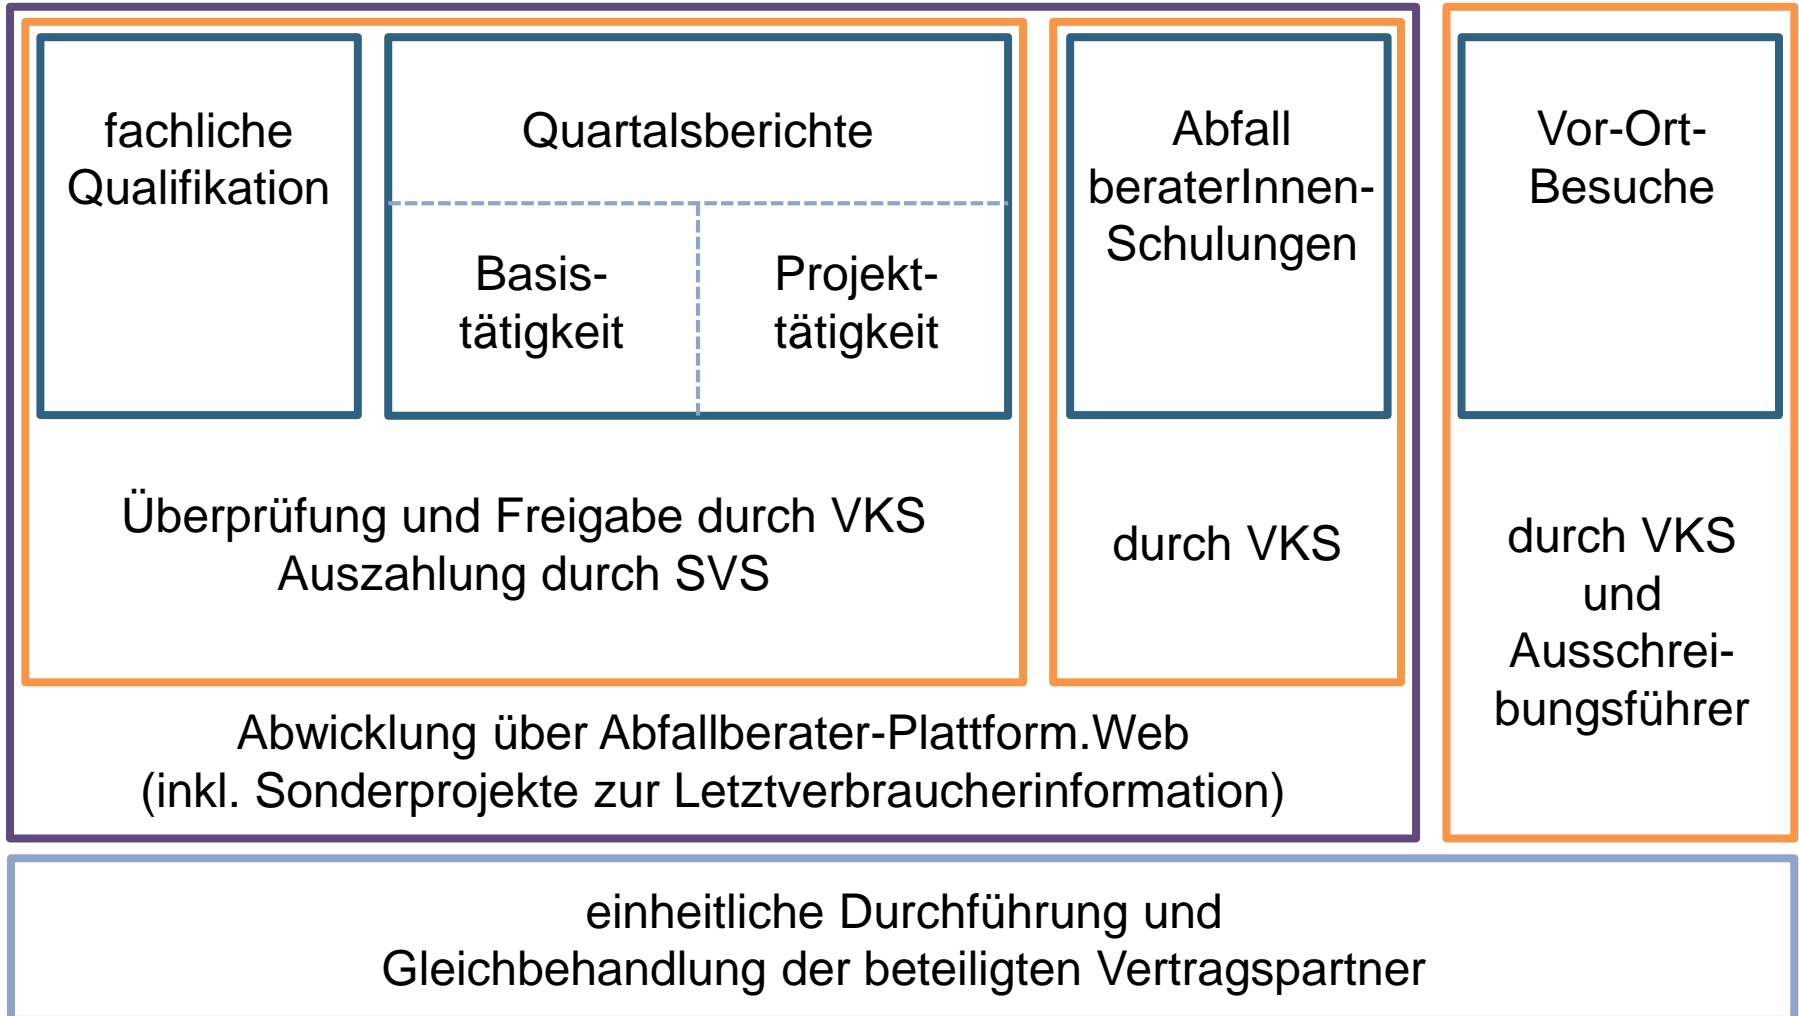 fachliche
Qualifikation
Quartalsberichte
Basis-
tätigkeit
Projekt-
tätigkeit
Überprüfung und Freigabe durch VKS
Auszahlung durch SVS
Abfall
beraterInnen-
Schulungen
durch VKS
Abwicklung über Abfallberater-Plattform.Web
(inkl. Sonderprojekte zur Letztverbraucherinformation)
Vor-Ort-
Besuche
durch VKS
und
Ausschrei-
bungsführer
einheitliche Durchführung und
Gleichbehandlung der beteiligten Vertragspartner